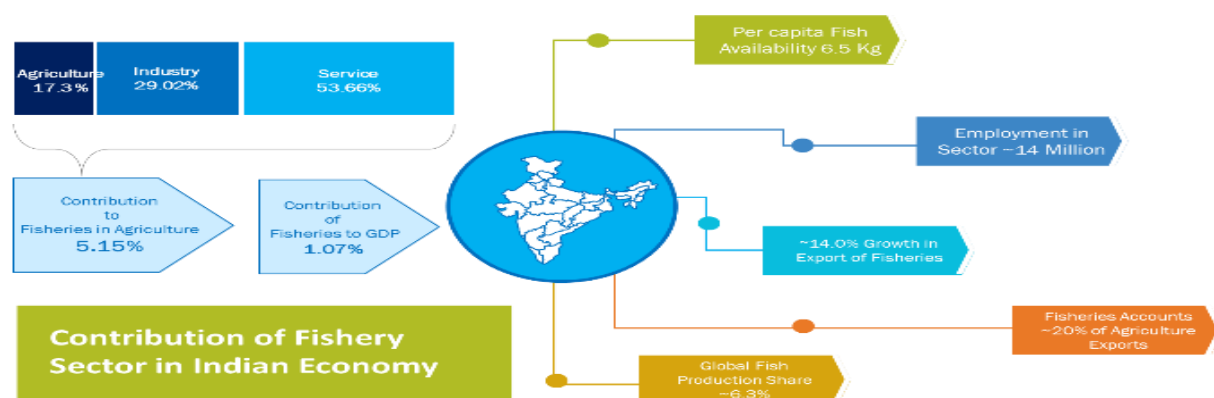 Agriculture
17.3%
Industry
29.02%
Service
53.66%
Contribution
to
Fisheries in Agriculture
5.15%
Contribution
of
Fisheries to GDP
1.07%
Contribution of Fishery
Sector in Indian Economy
Per capita Fish
Availability 6.5 Kg
Employment in
Sector ~14 Million
~14.0% Growth in
Export of Fisheries
Fisheries Accounts
~20% of Agriculture
Exports
Global Fish
Production Share
~6.3%